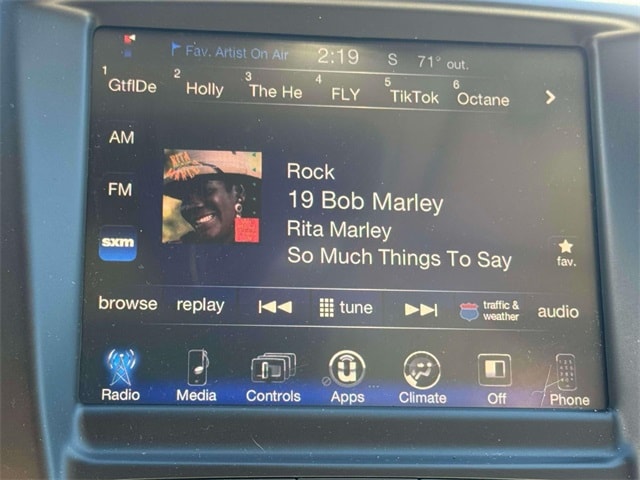 Fav. Artist On Air 2:19 S 71° out.
1 GtflDe 2 Holly 3 The He 4 FLY 5 TikTok 6 Octane
AM
FM
sxm
RITA
Rock
19 Bob Marley
Rita Marley
So Much Things To Say
fav.
browse replay tune traffic & weather audio
Radio Media Controls Apps Climate Off Phone